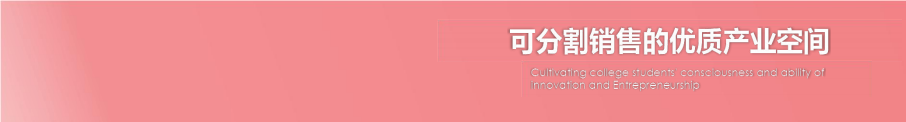 可分割销售的优质产业空间
Cultivating college students' consciousness and ability of
Innovation and Entrepreneurship